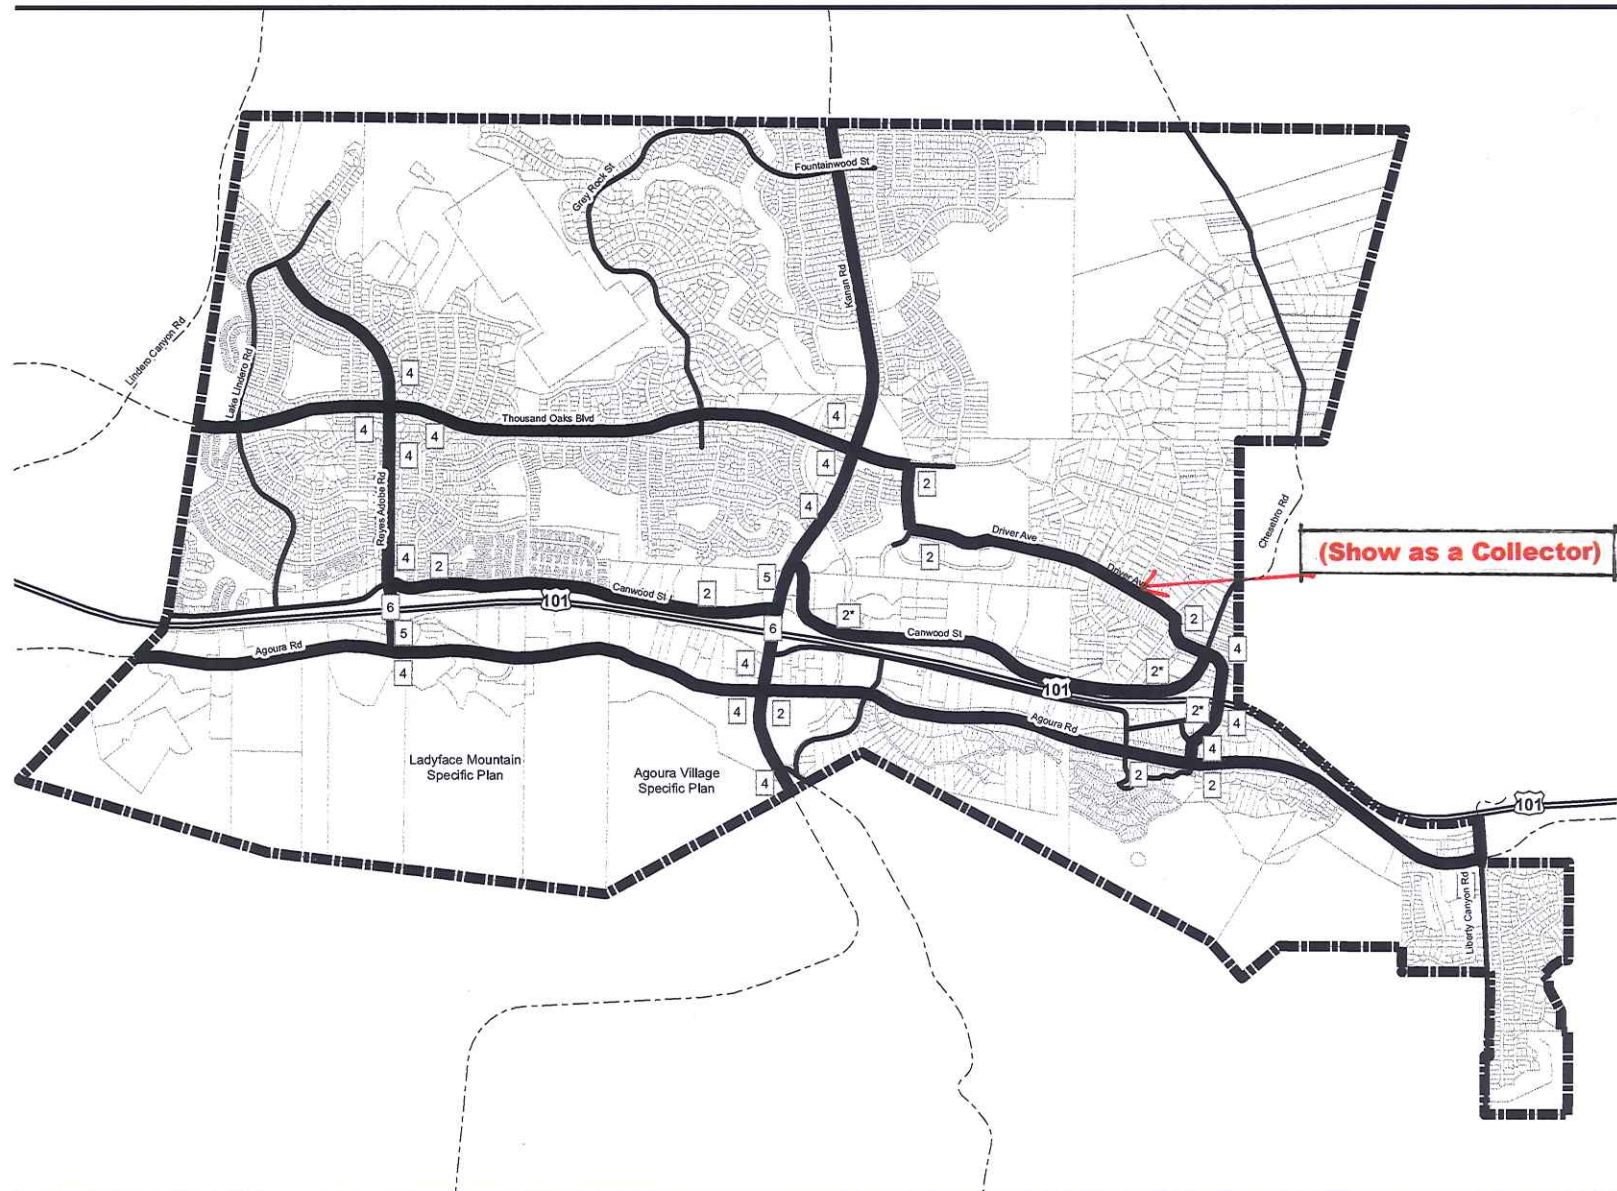 Fountainwood St
Grey Rock St
Kanan Rd
Lindero Canyon Rd
Lake Lindero Rd
4
Thousand Oaks Blvd
4
4
4
4
4
4
Reyes Adobe Rd
2
4
Chesebro Rd
Driver Ave
(Show as a Collector)
4
2
2
5
Driver Ave
Canwood St
2
101
6
2*
2
6
Canwood St
5
4
Agoura Rd
4
4
2*
101
4
2
2*
4
Agoura Rd
4
Ladyface Mountain
Specific Plan
Agoura Village
Specific Plan
4
2
2
101
Liberty Canyon Rd